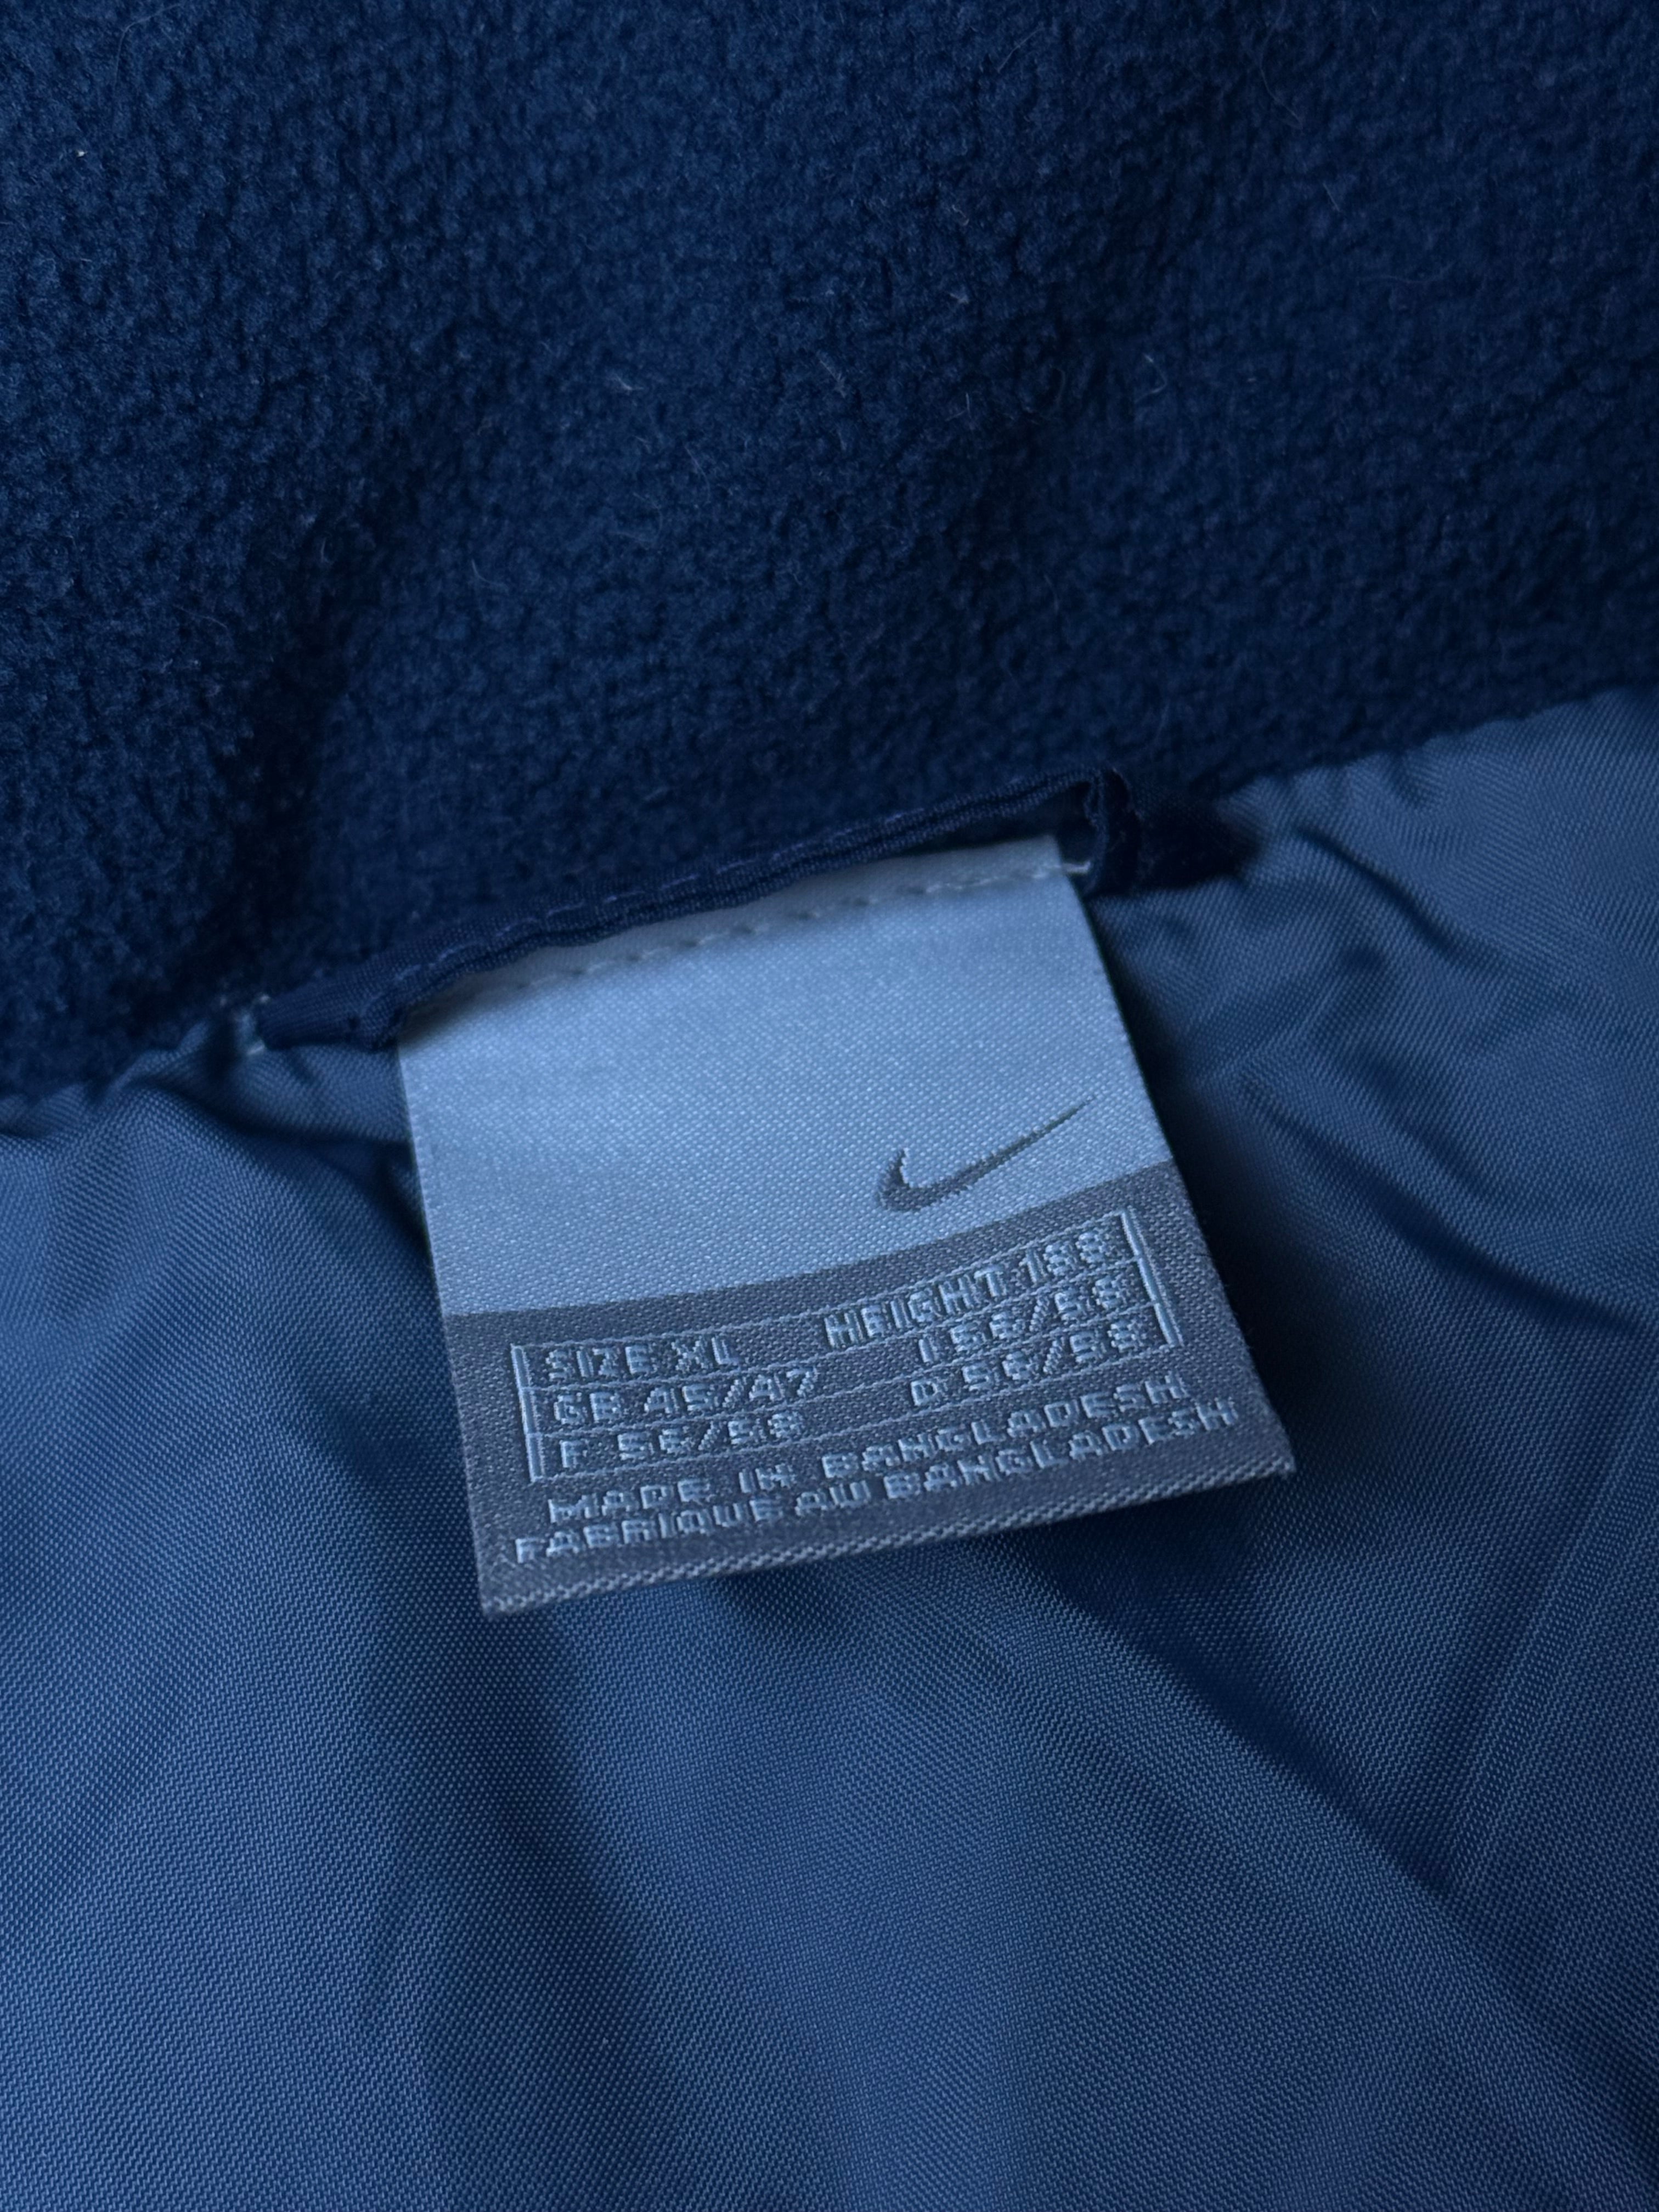 SIZE XL HEIGHT 188
GB 45/47 I 56/58
F 56/58 D 56/58
MADE IN BANGLADESH
FABRIQUE AU BANGLADESH